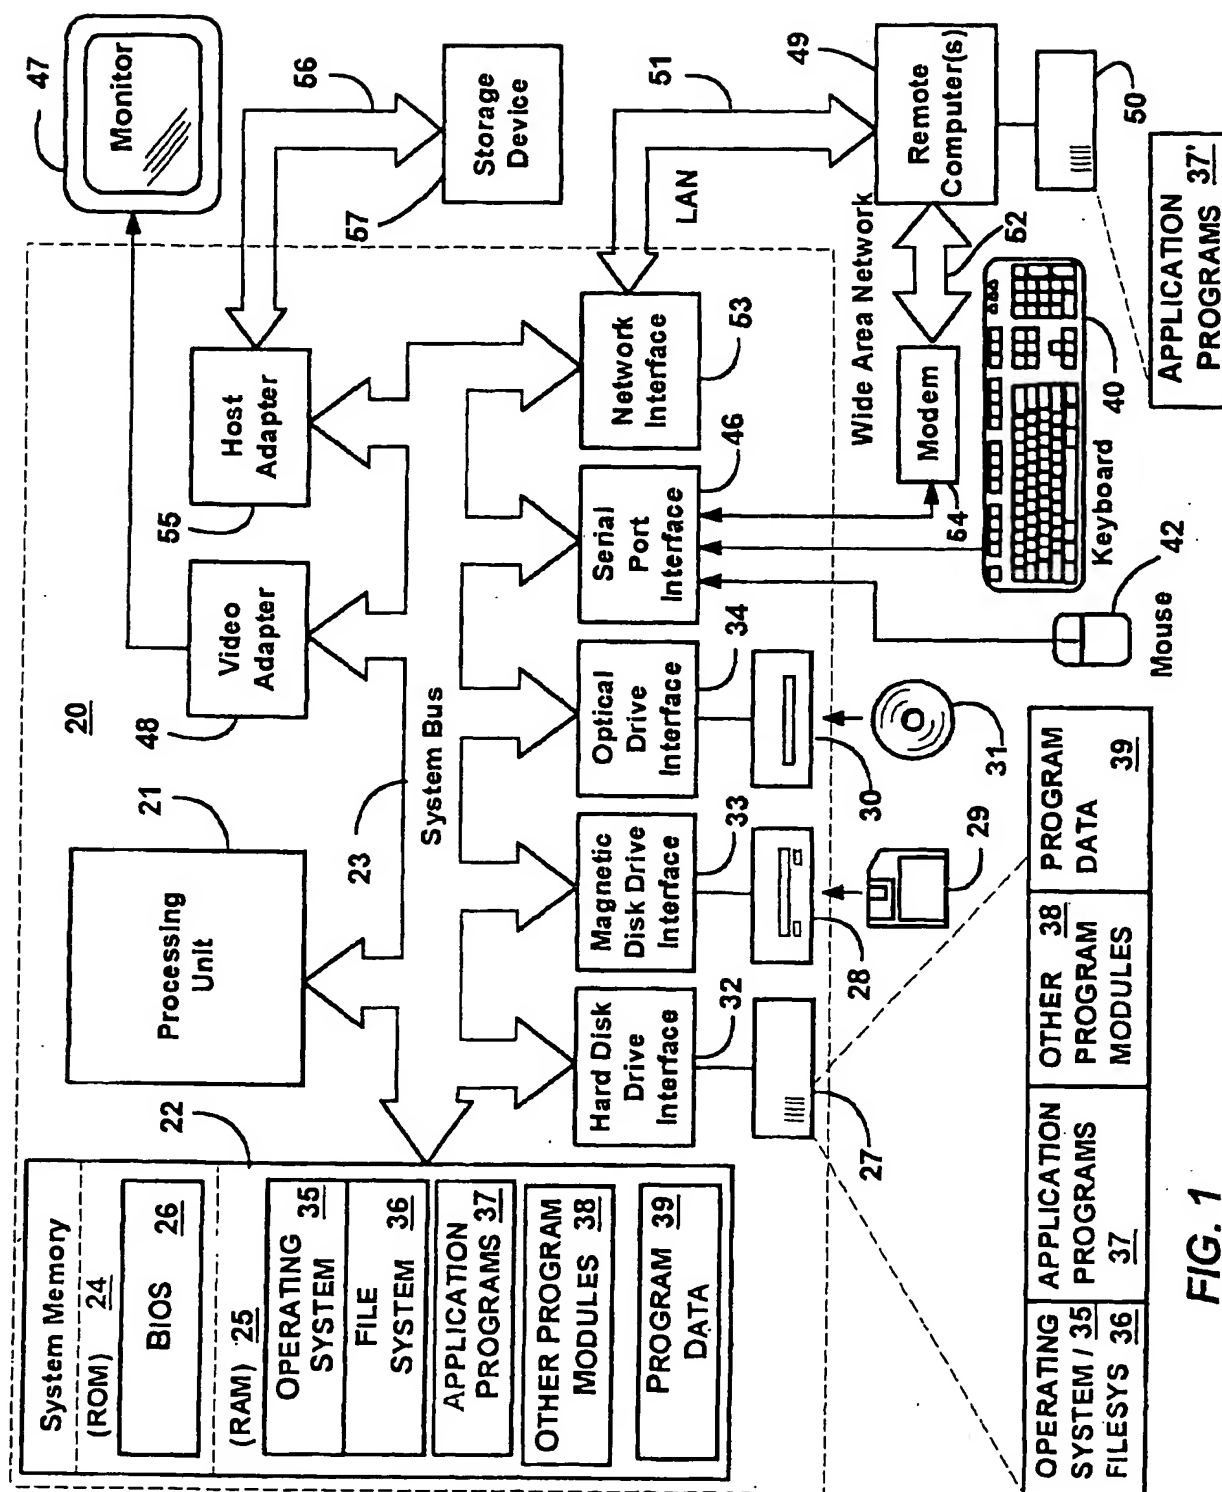 System Memory
(ROM) 24
BIOS 26
(RAM) 25
OPERATING
SYSTEM 35
FILE
SYSTEM 36
APPLICATION
PROGRAMS 37
OTHER PROGRAM
MODULES 38
PROGRAM 39
DATA
22
Processing
Unit
21
20
23
System Bus
Video
Adapter
48
Host
Adapter
55
Monitor
47
56
Storage
Device
57
Hard Disk
Drive
Interface
32
Magnetic
Disk Drive
Interface
33
Optical
Drive
Interface
34
Serial
Port
Interface
46
Network
Interface
53
LAN
51
Remote
Computer(s)
49
50
Wide Area Network
52
Modem
54
Keyboard
40
Mouse
42
27
28
29
30
31
OPERATING
SYSTEM / 35
FILESYS 36
APPLICATION
PROGRAMS
37
OTHER 38
PROGRAM
MODULES
PROGRAM
DATA 39
APPLICATION
PROGRAMS 37'
FIG. 1